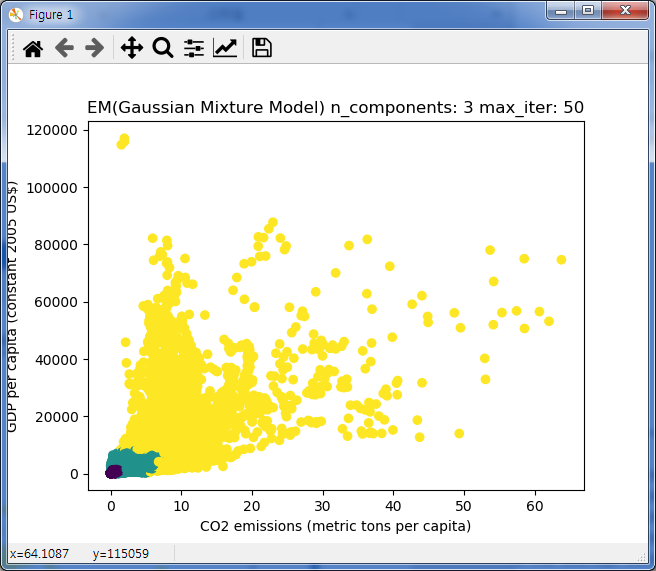 Figure 1
EM(Gaussian Mixture Model) n_components: 3 max_iter: 50
120000
100000
80000
60000
40000
20000
0
GDP per capita (constant 2005 US$)
0 10 20 30 40 50 60
CO2 emissions (metric tons per capita)
x=64.1087 y=115059